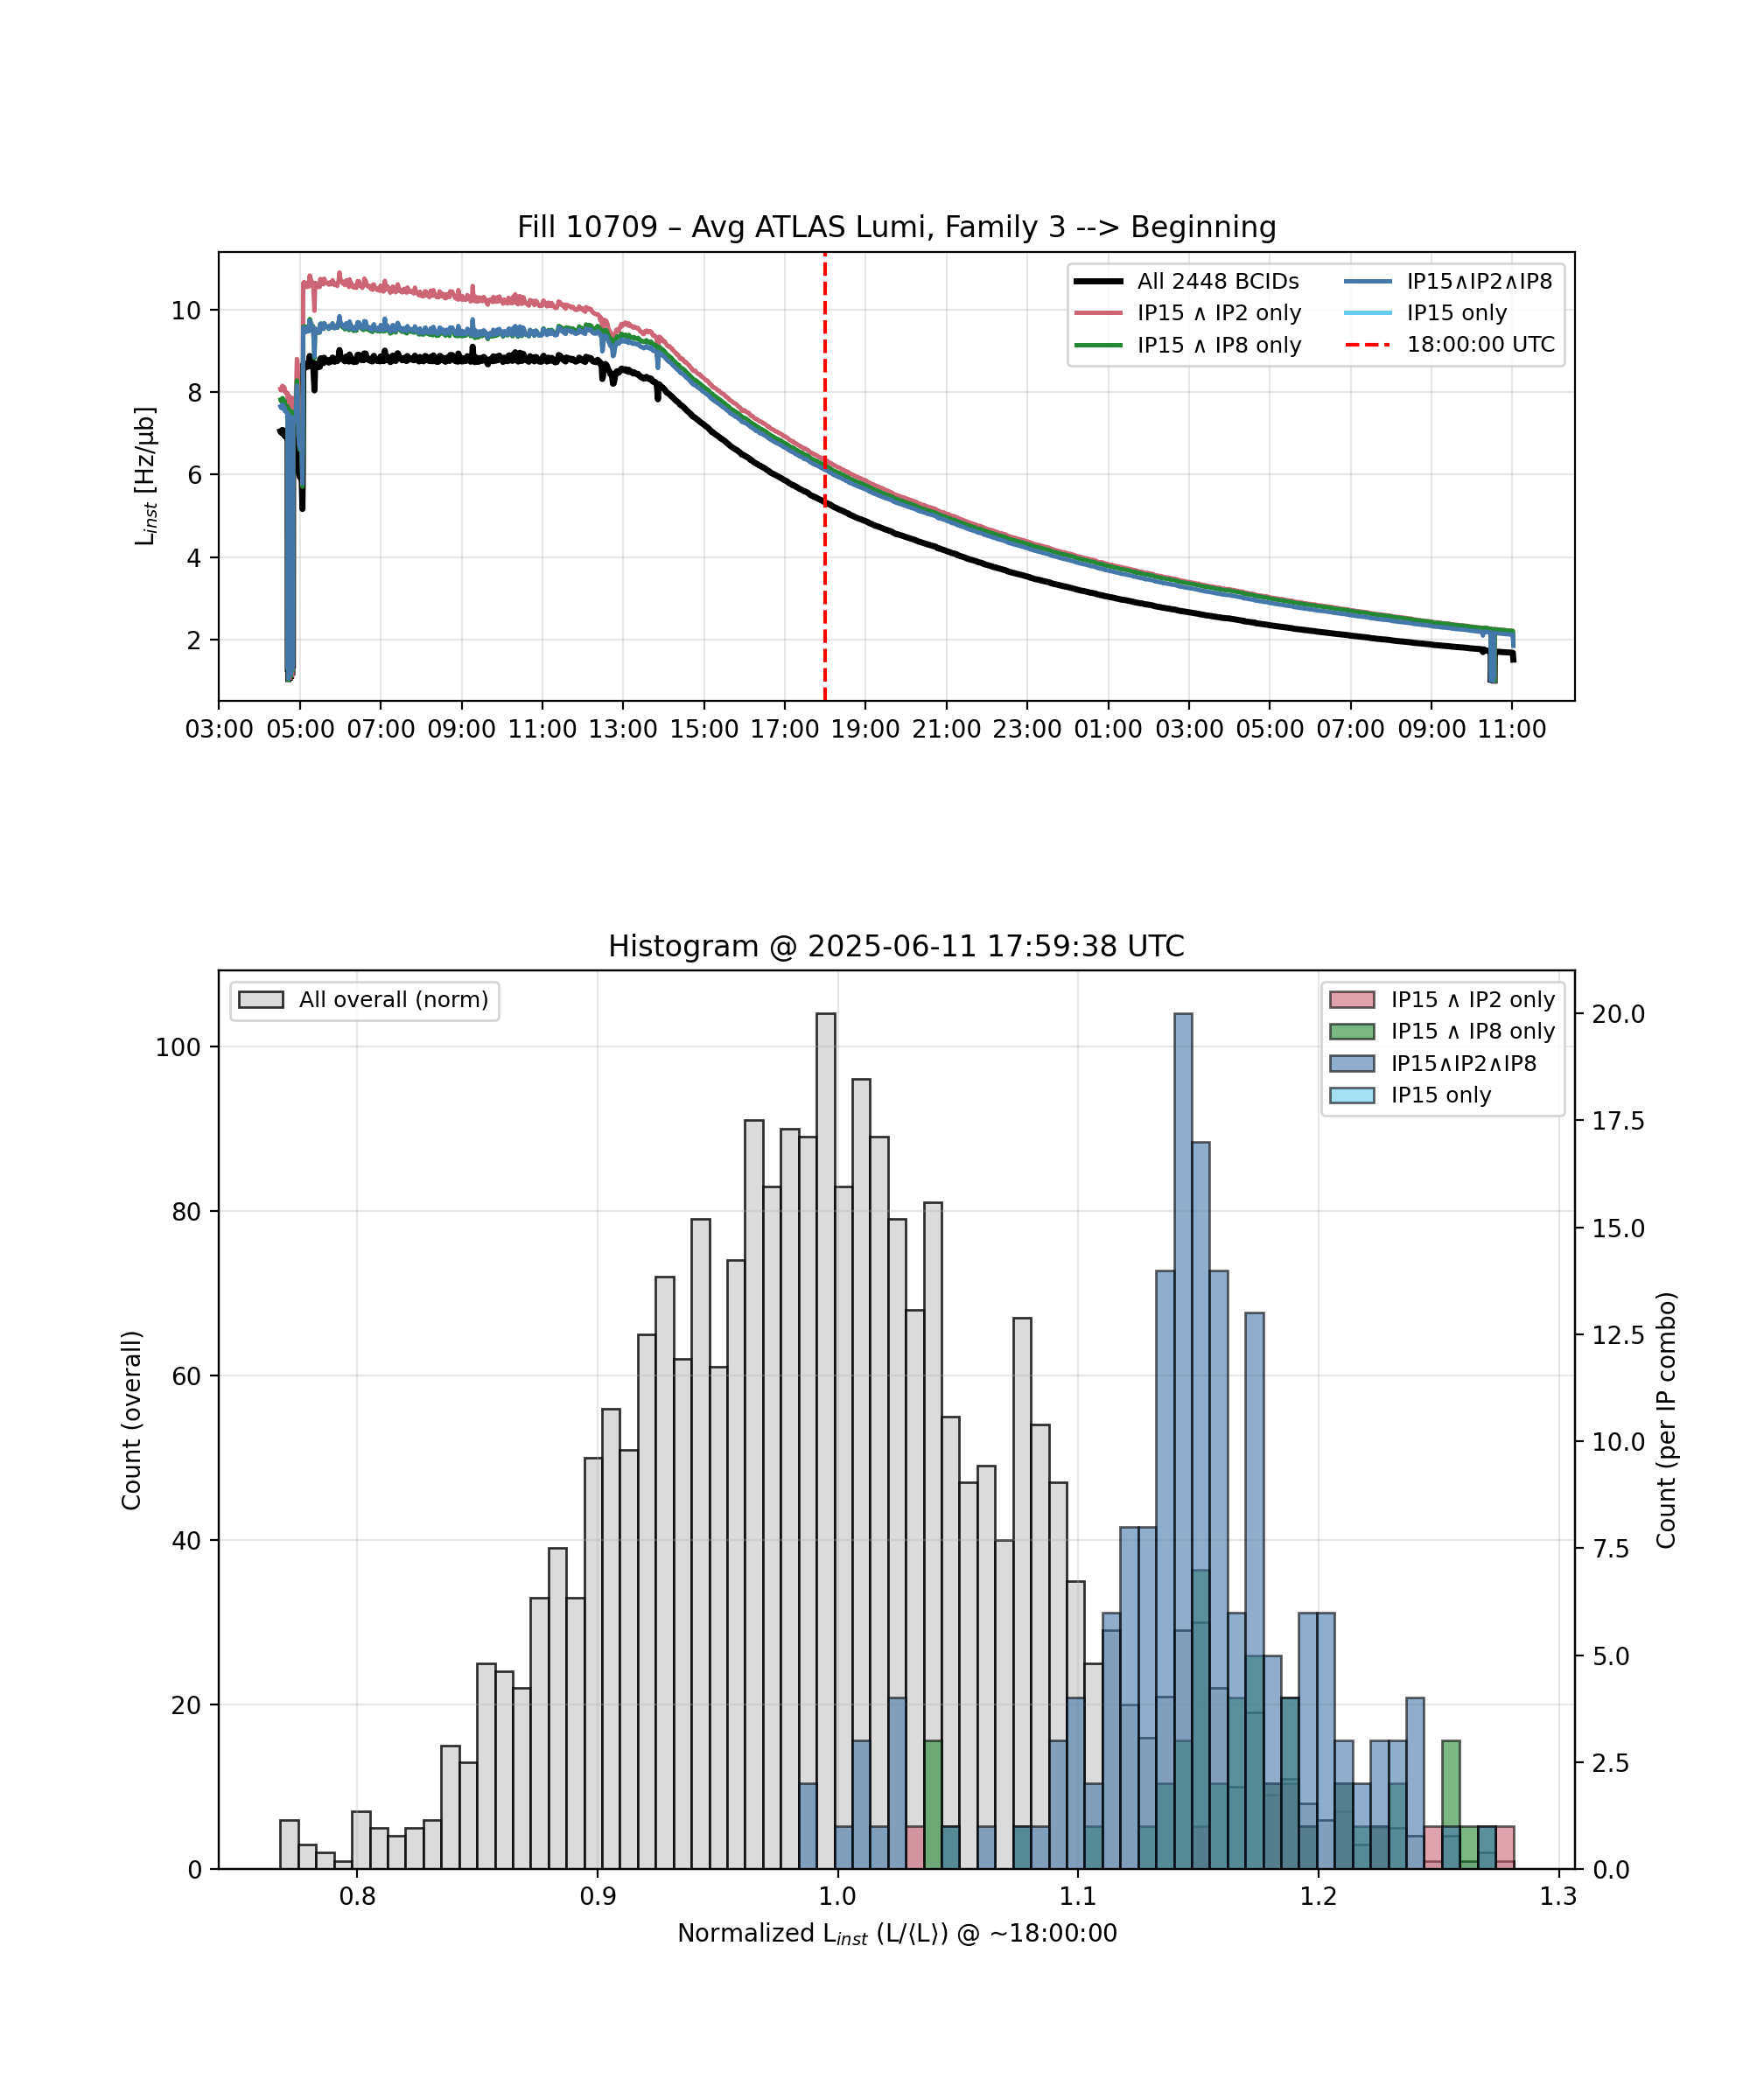 Fill 10709 – Avg ATLAS Lumi, Family 3 --> Beginning
L_inst [Hz/μb]
10
8
6
4
2
All 2448 BCIDs
IP15 ∧ IP2 only
IP15 ∧ IP8 only
IP15∧IP2∧IP8
IP15 only
18:00:00 UTC
03:00 05:00 07:00 09:00 11:00 13:00 15:00 17:00 19:00 21:00 23:00 01:00 03:00 05:00 07:00 09:00 11:00
Histogram @ 2025-06-11 17:59:38 UTC
All overall (norm)
IP15 ∧ IP2 only
IP15 ∧ IP8 only
IP15∧IP2∧IP8
IP15 only
Count (overall)
100
80
60
40
20
0
20.0
17.5
15.0
12.5
10.0
7.5
5.0
2.5
0.0
Count (per IP combo)
0.8 0.9 1.0 1.1 1.2 1.3
Normalized L_inst (L/⟨L⟩) @ ~18:00:00